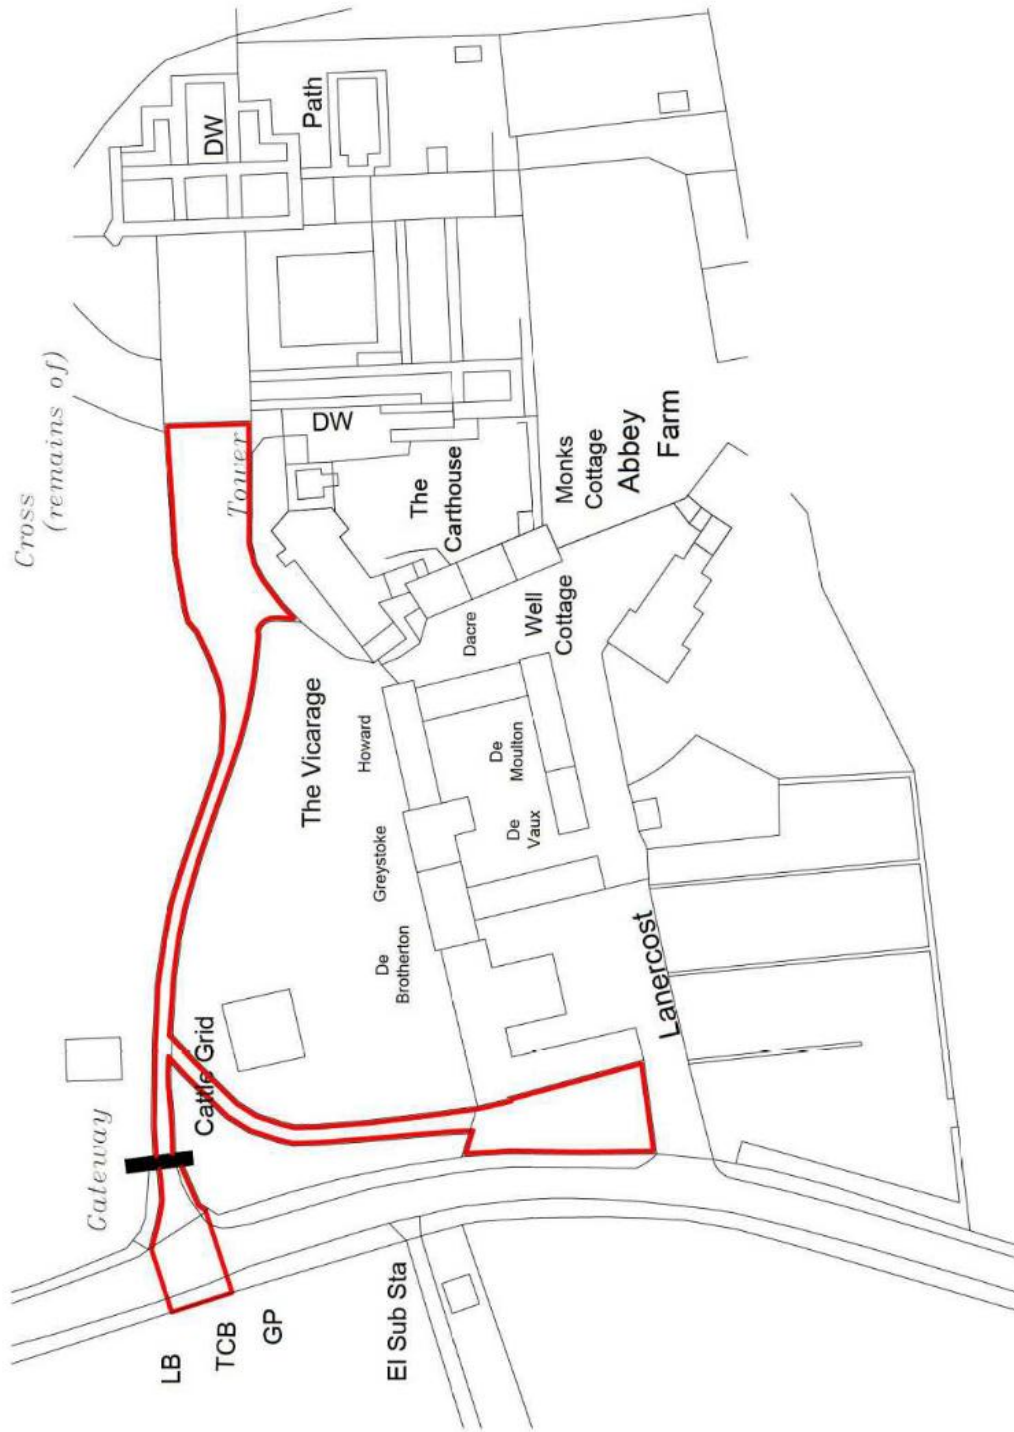 Cross
(remains of)
DW
Path
Tower
DW
The
Carthouse
Monks
Cottage
Abbey
Farm
Dacre
Well
Cottage
The Vicarage
Howard
De
Moulton
Greystoke
De
Vaux
De
Brotherton
Lanercost
Cattle Grid
Gateway
LB
TCB
GP
El Sub Sta